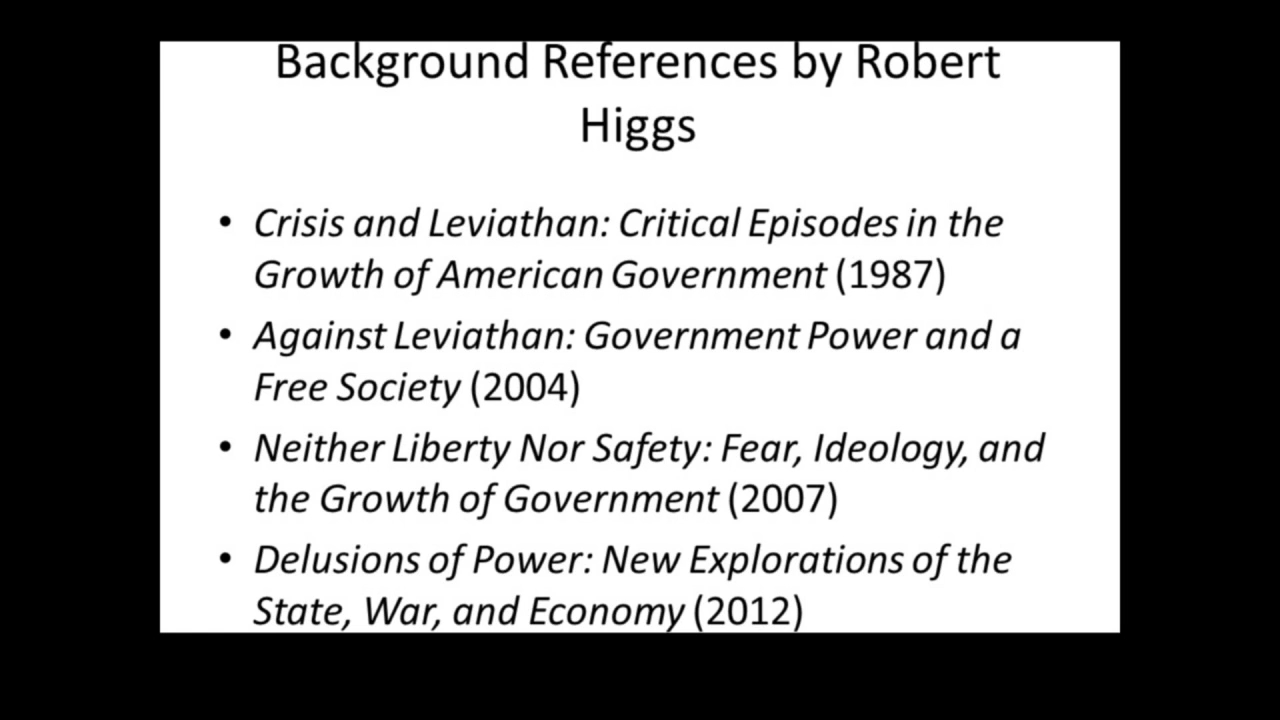 Background References by Robert
Higgs
• Crisis and Leviathan: Critical Episodes in the
Growth of American Government (1987)
• Against Leviathan: Government Power and a
Free Society (2004)
• Neither Liberty Nor Safety: Fear, Ideology, and
the Growth of Government (2007)
• Delusions of Power: New Explorations of the
State, War, and Economy (2012)